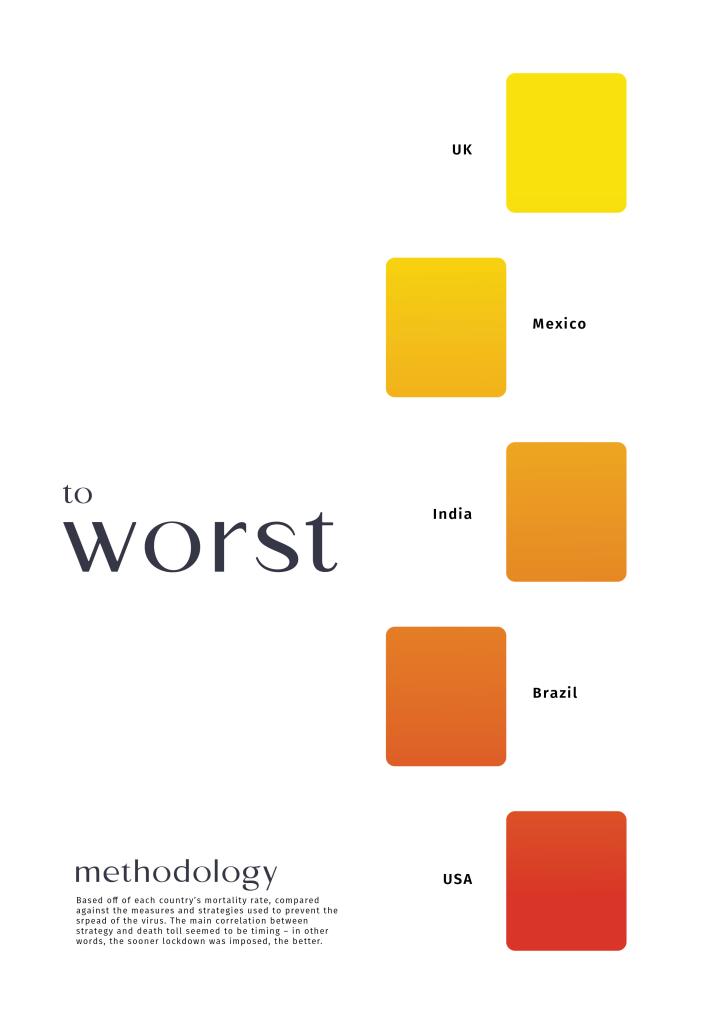 UK
Mexico
to
worst
India
Brazil
USA
methodology
Based off of each country's mortality rate, compared
against the measures and strategies used to prevent the
srpead of the virus. The main correlation between
strategy and death toll seemed to be timing – in other
words, the sooner lockdown was imposed, the better.